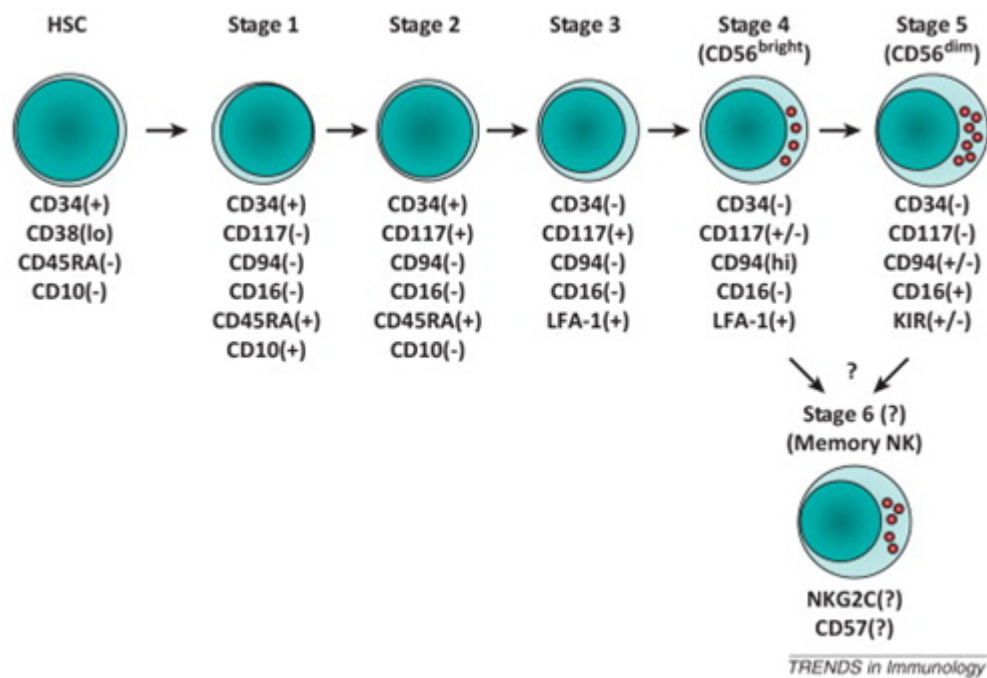 HSC
CD34(+)
CD38(lo)
CD45RA(-)
CD10(-)
Stage 1
CD34(+)
CD117(-)
CD94(-)
CD16(-)
CD45RA(+)
CD10(+)
Stage 2
CD34(+)
CD117(+)
CD94(-)
CD16(-)
CD45RA(+)
CD10(-)
Stage 3
CD34(-)
CD117(+)
CD94(-)
CD16(-)
LFA-1(+)
Stage 4
(CD56bright)
CD34(-)
CD117(+/-)
CD94(hi)
CD16(-)
LFA-1(+)
Stage 5
(CD56dim)
CD34(-)
CD117(-)
CD94(+/-)
CD16(+)
KIR(+/-)
?
Stage 6 (?)
(Memory NK)
NKG2C(?)
CD57(?)
TRENDS in Immunology